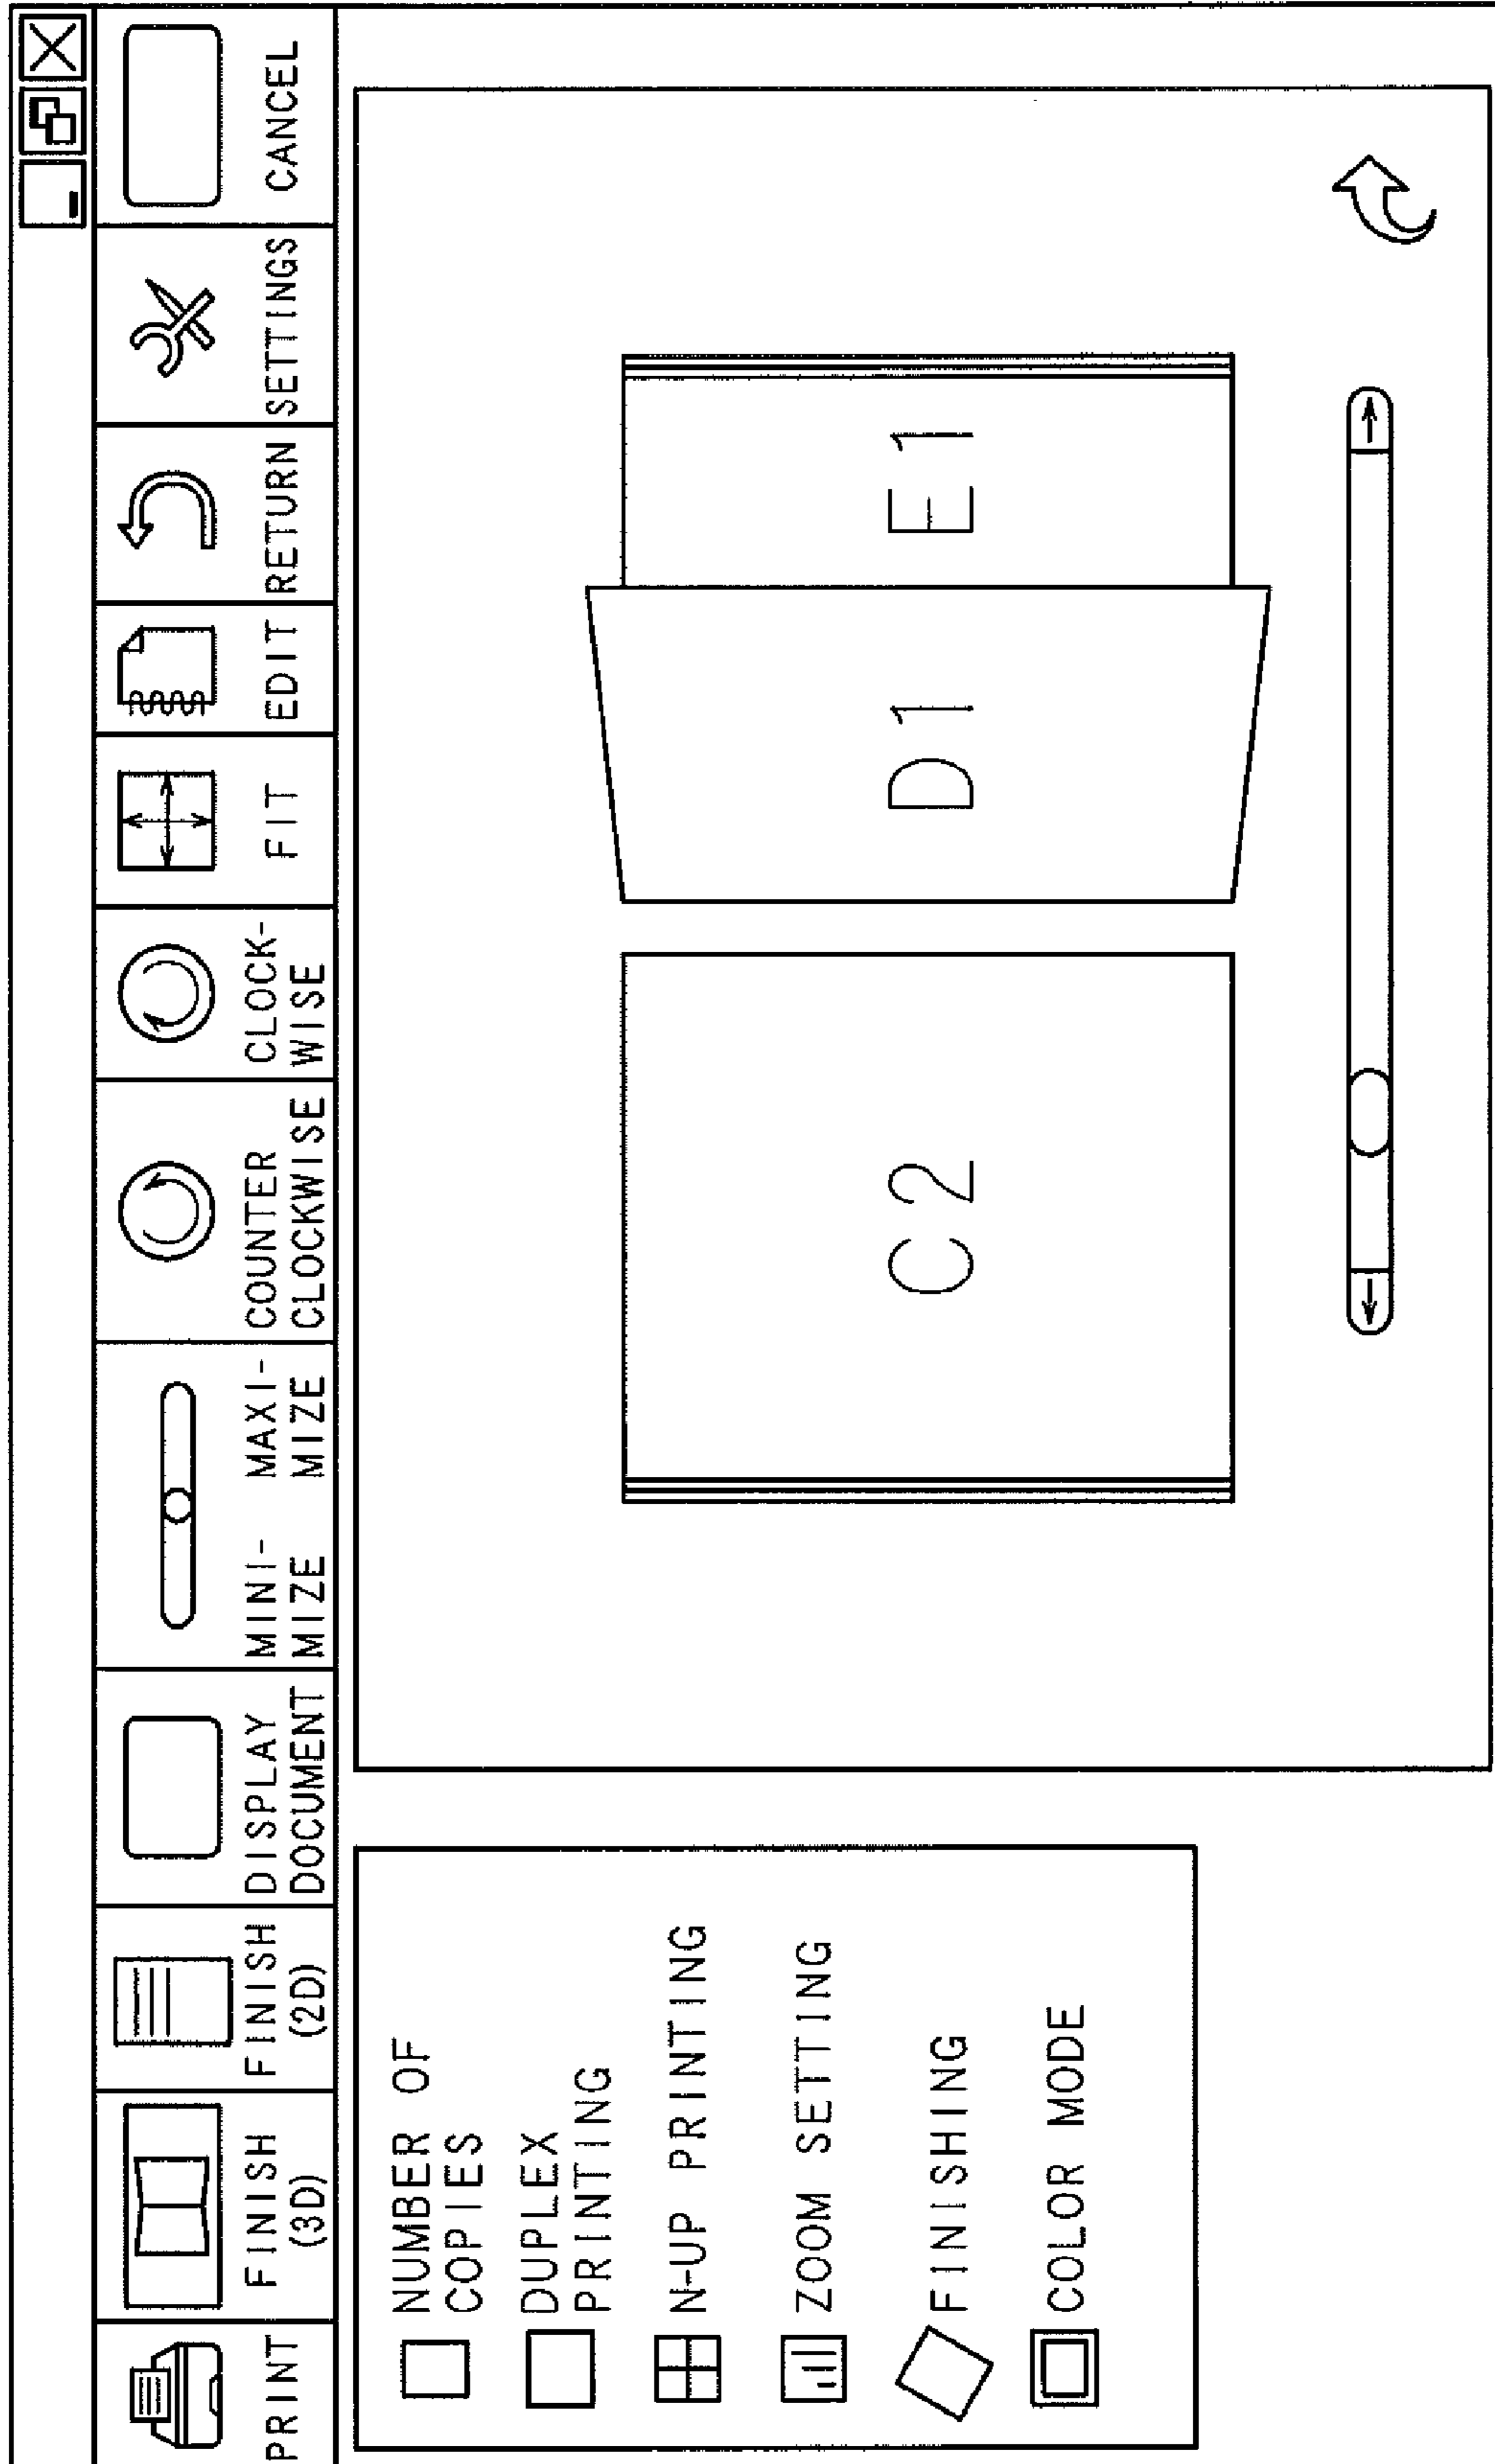 PRINT
FINISH
(3D)
FINISH
(2D)
DISPLAY
DOCUMENT
MINI-
MIZE
MAXI-
MIZE
COUNTER
CLOCKWISE
CLOCK-
WISE
FIT
EDIT
RETURN
SETTINGS
CANCEL
NUMBER OF
COPIES
DUPLEX
PRINTING
N-UP PRINTING
ZOOM SETTING
FINISHING
COLOR MODE
C2
D1
E1